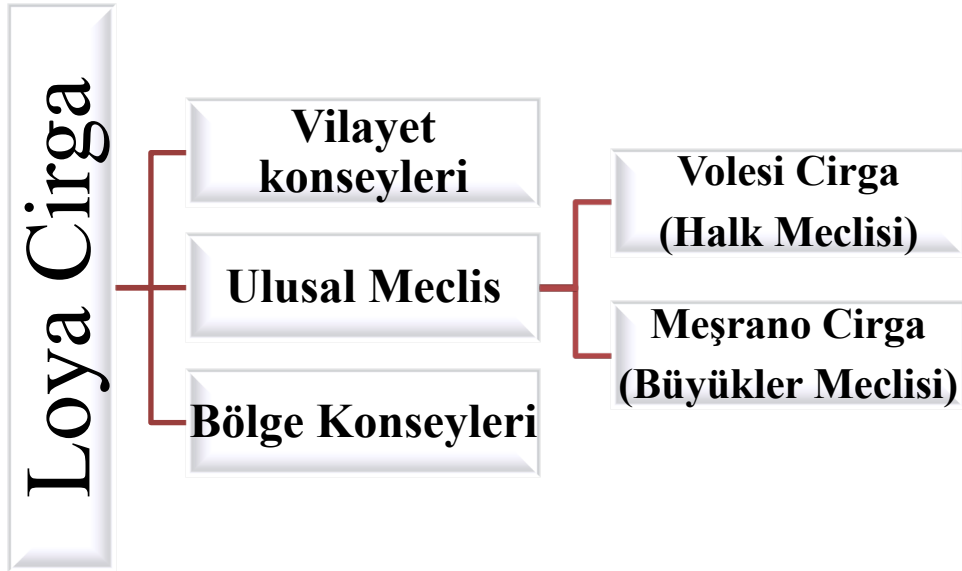 Loya Cirga
Vilayet
konseyleri
Ulusal Meclis
Bölge Konseyleri
Volesi Cirga
(Halk Meclisi)
Meşrano Cirga
(Büyükler Meclisi)